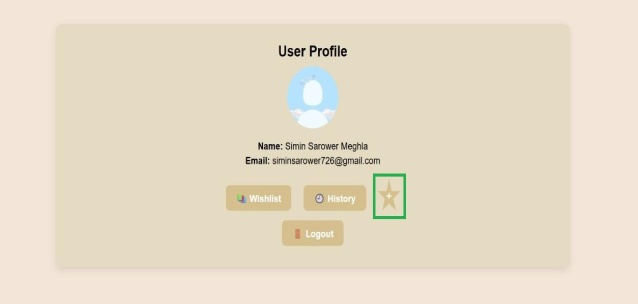 User Profile
Name: Simin Sarower Meghla
Email: siminsarower726@gmail.com
Wishlist
History
+
Logout